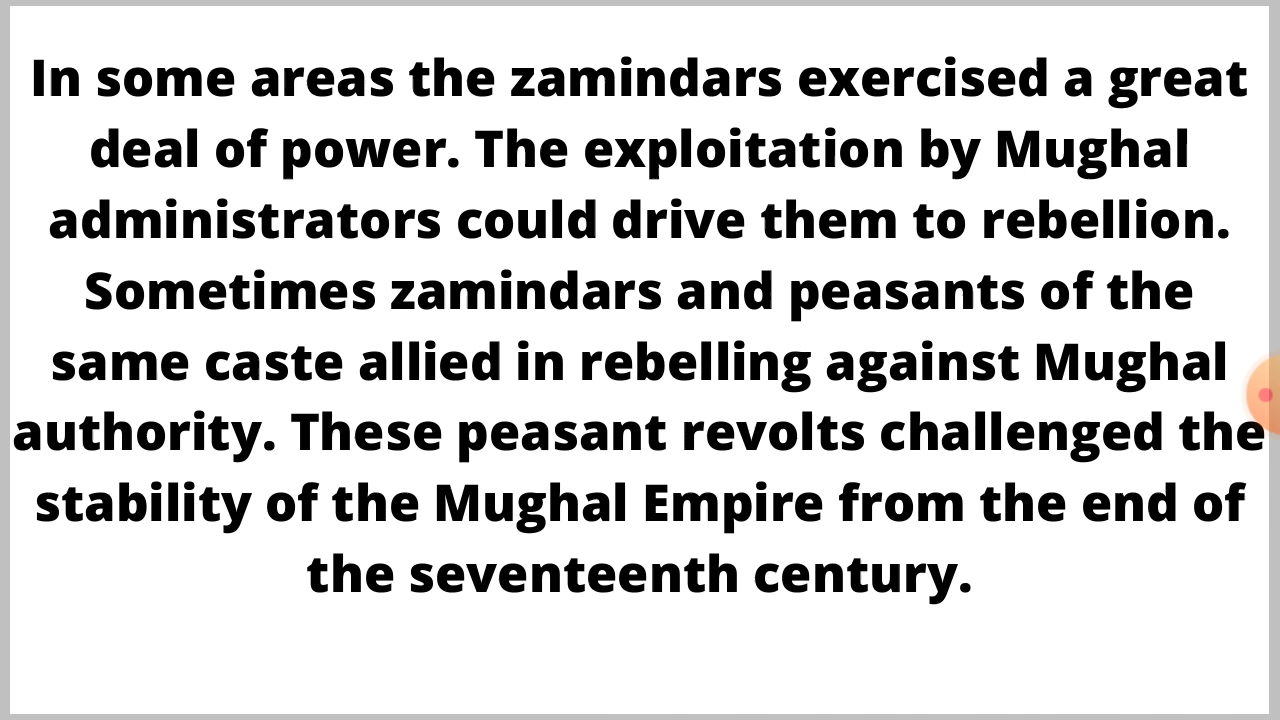 In some areas the zamindars exercised a great
deal of power. The exploitation by Mughal
administrators could drive them to rebellion.
Sometimes zamindars and peasants of the
same caste allied in rebelling against Mughal
authority. These peasant revolts challenged the
stability of the Mughal Empire from the end of
the seventeenth century.